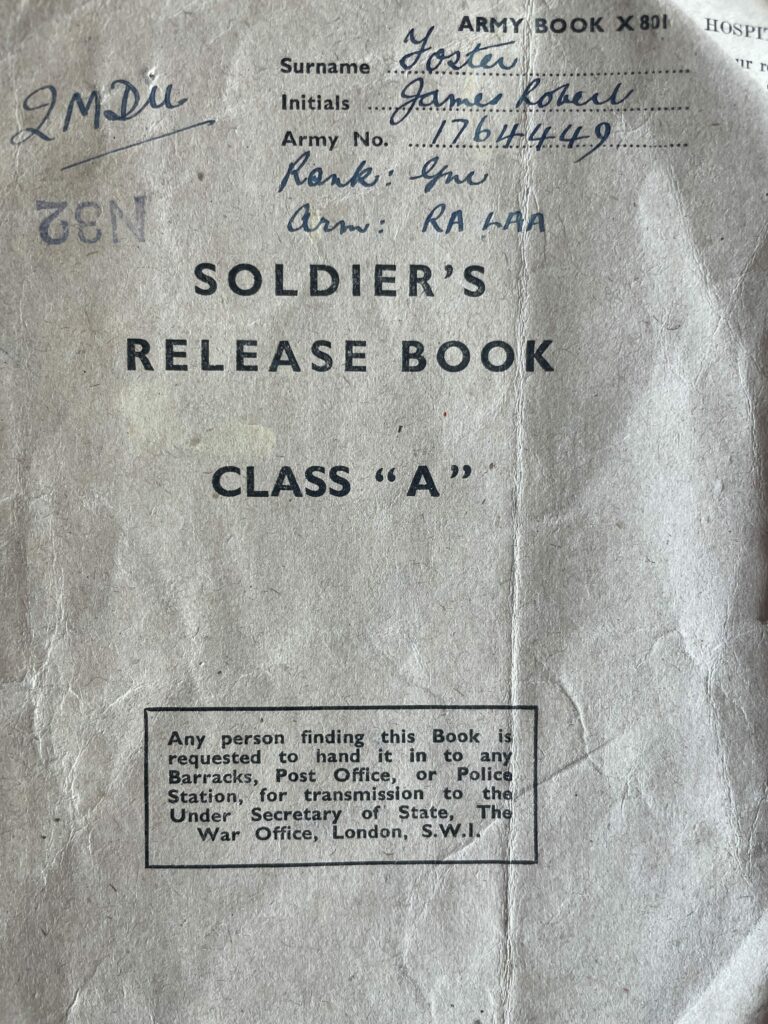 ARMY BOOK X 801
HOSPIT
ur re
Surname Foster
Initials James Robert
Army No. 1764449
Rank: Gnr
Arm: RA LAA
2MDU
N32
SOLDIER'S
RELEASE BOOK
CLASS "A"
Any person finding this Book is
requested to hand it in to any
Barracks, Post Office, or Police
Station, for transmission to the
Under Secretary of State, The
War Office, London, S.W.I.